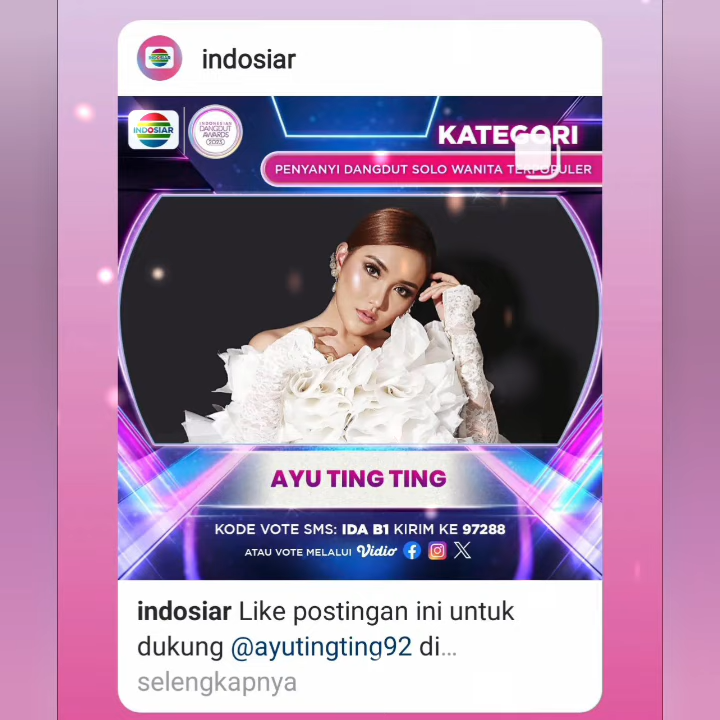 indosiar
INDOSIAR
INDONESIAN
DANGDUT
AWARDS
(2023)
KATEGORI
PENYANYI DANGDUT SOLO WANITA TERPOPULER
AYU TING TING
KODE VOTE SMS: IDA B1 KIRIM KE 97288
ATAU VOTE MELALUI Vidio
indosiar Like postingan ini untuk
dukung @ayutingting92 di...
selengkapnya